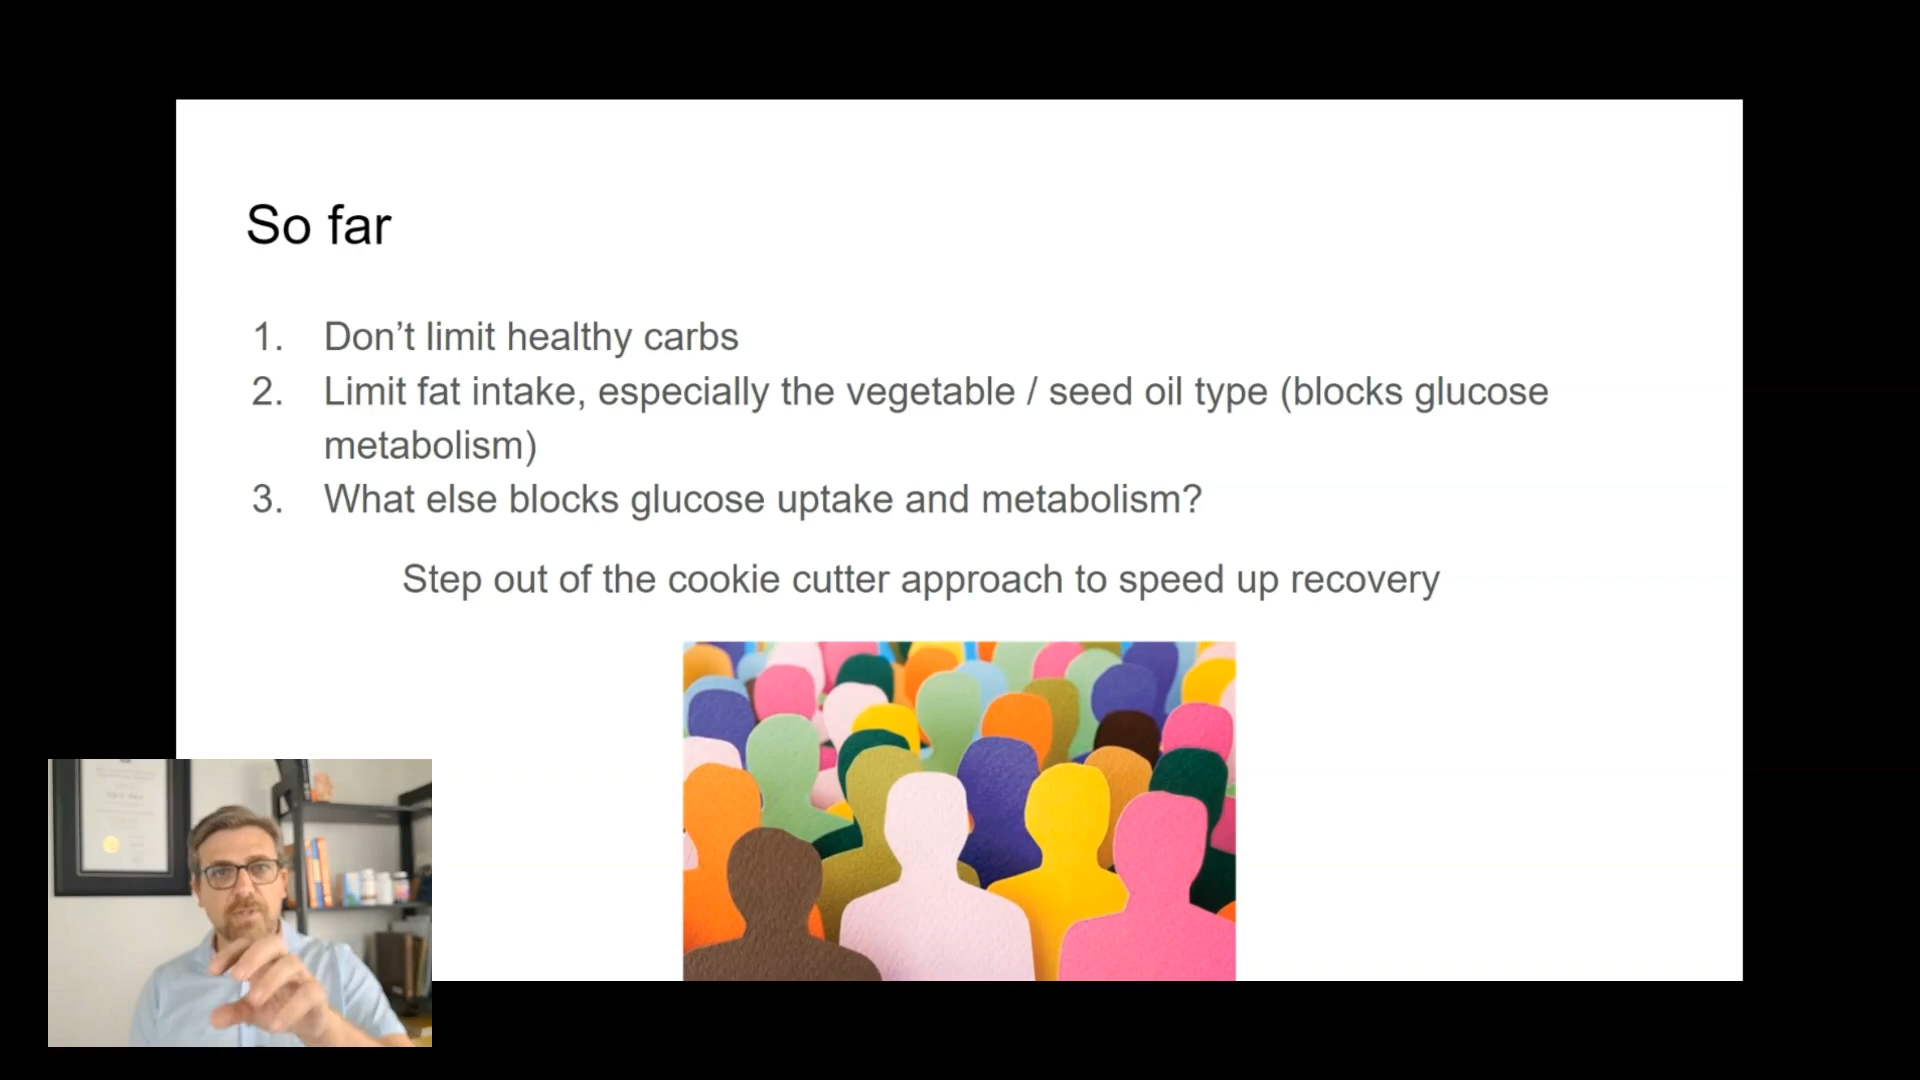 So far
1. Don’t limit healthy carbs
2. Limit fat intake, especially the vegetable / seed oil type (blocks glucose
metabolism)
3. What else blocks glucose uptake and metabolism?
Step out of the cookie cutter approach to speed up recovery